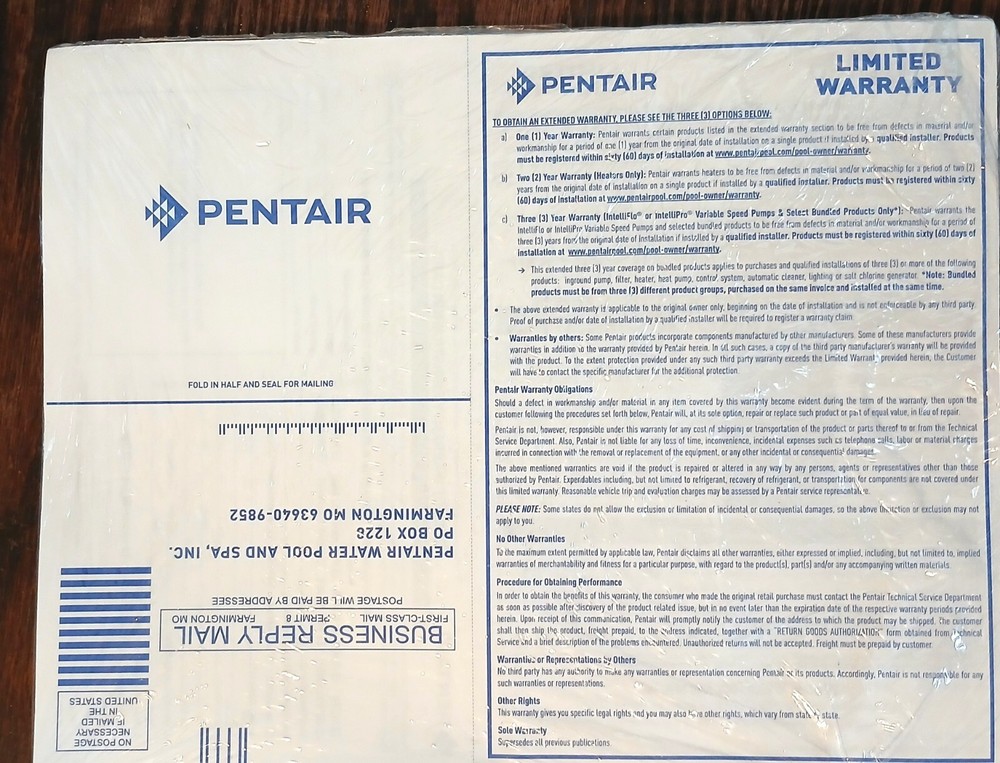 PENTAIR
FOLD IN HALF AND SEAL FOR MAILING
FARMINGTON MO 63640-9852
PO BOX 1228
PENTAIR WATER POOL AND SPA, INC.
POSTAGE WILL BE PAID BY ADDRESSEE
FIRST-CLASS MAIL PERMIT 8 FARMINGTON MO
BUSINESS REPLY MAIL
NO POSTAGE
NECESSARY
IF MAILED
IN THE
UNITED STATES
PENTAIR
LIMITED
WARRANTY
TO OBTAIN AN EXTENDED WARRANTY, PLEASE SEE THE THREE (3) OPTIONS BELOW:
a) One (1) Year Warranty: Pentair warrants certain products listed in the extended warranty section to be free from defects in material and/or
workmanship for a period of one (1) year from the original date of installation on a single product if installed by a qualified installer. Products
must be registered within sixty (60) days of installation at www.pentairpool.com/pool-owner/warranty.
b) Two (2) Year Warranty (Heaters Only): Pentair warrants heaters to be free from defects in material and/or workmanship for a period of two (2)
years from the original date of installation on a single product if installed by a qualified installer. Products must be registered within sixty
(60) days of installation at www.pentairpool.com/pool-owner/warranty.
c) Three (3) Year Warranty (IntelliFlo® or IntelliPro® Variable Speed Pumps & Select Bundled Products Only*): Pentair warrants the
IntelliFlo or IntelliPro Variable Speed Pumps and selected bundled products to be free from defects in material and/or workmanship for a period of
three (3) years from the original date of installation if installed by a qualified installer. Products must be registered within sixty (60) days of
installation at www.pentairpool.com/pool-owner/warranty.
→ This extended three (3) year coverage on bundled products applies to purchases and qualified installations of three (3) or more of the following
products: inground pump, filter, heater, heat pump, control system, automatic cleaner, lighting or salt chlorine generator. *Note: Bundled
products must be from three (3) different product groups, purchased on the same invoice and installed at the same time.
• The above extended warranty is applicable to the original owner only, beginning on the date of installation and is not enforceable by any third party.
Proof of purchase and/or date of installation by a qualified installer will be required to register a warranty claim.
• Warranties by others: Some Pentair products incorporate components manufactured by other manufacturers. Some of these manufacturers provide
warranties in addition to the warranty provided by Pentair herein. In all such cases, a copy of the third party manufacturer's warranty will be provided
with the product. To the extent protection provided under any such third party warranty exceeds the Limited Warranty provided herein, the Customer
will have to contact the specific manufacturer for the additional protection.
Pentair Warranty Obligations
Should a defect in workmanship and/or material in any item covered by this warranty become evident during the term of the warranty, then upon the
customer following the procedures set forth below, Pentair will, at its sole option, repair or replace such product or part of equal value, in lieu of repair.
Pentair is not, however, responsible under this warranty for any cost of shipping or transportation of the product or parts thereof to or from the Technical
Service Department. Also, Pentair is not liable for any loss of time, inconvenience, incidental expenses such as telephone calls, labor or material charges
incurred in connection with the removal or replacement of the equipment, or any other incidental or consequential damages.
The above mentioned warranties are void if the product is repaired or altered in any way by any persons, agents or representatives other than those
authorized by Pentair. Expendables including, but not limited to refrigerant, recovery of refrigerant, or transportation for components are not covered under
this limited warranty. Reasonable vehicle trip and evaluation charges may be assessed by a Pentair service representative.
PLEASE NOTE: Some states do not allow the exclusion or limitation of incidental or consequential damages, so the above limitation or exclusion may not
apply to you.
No Other Warranties
To the maximum extent permitted by applicable law, Pentair disclaims all other warranties, either expressed or implied, including, but not limited to, implied
warranties of merchantability and fitness for a particular purpose, with regard to the product(s), part(s) and/or any accompanying written materials.
Procedure for Obtaining Performance
In order to obtain the benefits of this warranty, the consumer who made the original retail purchase must contact the Pentair Technical Service Department
as soon as possible after discovery of the product related issue, but in no event later than the expiration date of the respective warranty periods provided
herein. Upon receipt of this communication, Pentair will promptly notify the customer of the address to which the product may be shipped. The customer
shall then ship the product, freight prepaid, to the address indicated, together with a "RETURN GOODS AUTHORIZATION" form obtained from Technical
Service and a brief description of the problems encountered. Unauthorized returns will not be accepted. Freight must be prepaid by customer.
Warranties or Representations by Others
No third party has any authority to make any warranties or representation concerning Pentair or its products. Accordingly, Pentair is not responsible for any
such warranties or representations.
Other Rights
This warranty gives you specific legal rights and you may also have other rights, which vary from state to state.
Sole Warranty
Supersedes all previous publications.